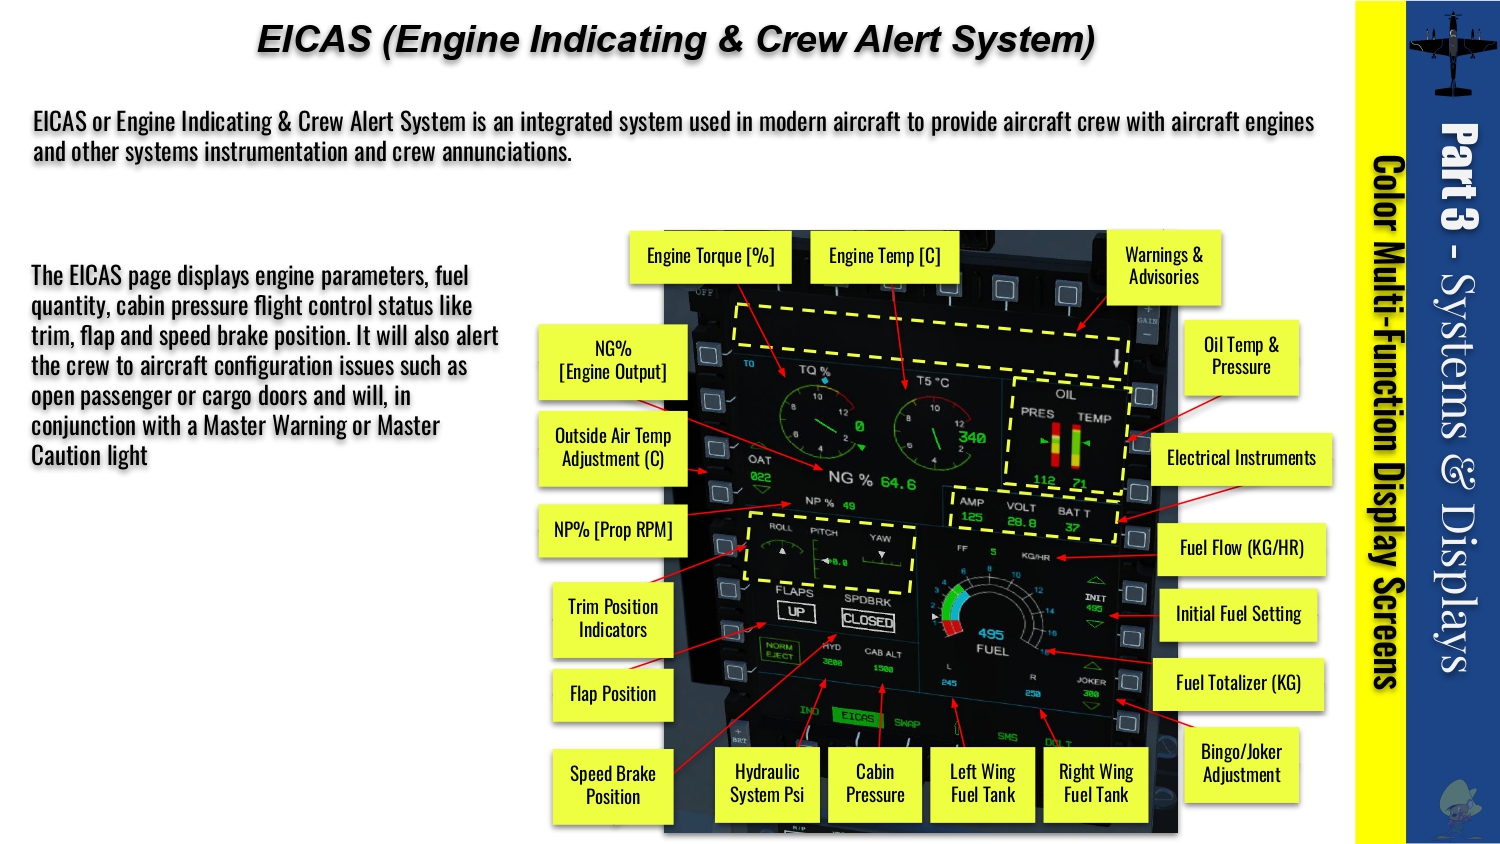 EICAS (Engine Indicating & Crew Alert System)
EICAS or Engine Indicating & Crew Alert System is an integrated system used in modern aircraft to provide aircraft crew with aircraft engines
and other systems instrumentation and crew annunciations.
The EICAS page displays engine parameters, fuel
quantity, cabin pressure flight control status like
trim, flap and speed brake position. It will also alert
the crew to aircraft configuration issues such as
open passenger or cargo doors and will, in
conjunction with a Master Warning or Master
Caution light
Engine Torque [%]
Engine Temp [C]
Warnings &
Advisories
NG%
[Engine Output]
Oil Temp &
Pressure
Outside Air Temp
Adjustment (C)
Electrical Instruments
NP% [Prop RPM]
Fuel Flow (KG/HR)
Trim Position
Indicators
Initial Fuel Setting
Flap Position
Fuel Totalizer (KG)
Speed Brake
Position
Hydraulic
System Psi
Cabin
Pressure
Left Wing
Fuel Tank
Right Wing
Fuel Tank
Bingo/Joker
Adjustment
OFF
GAIN
TO
TQ %
10
8
12
6
2
4
0
T5 °C
10
8
12
6
2
4
340
OIL
PRES TEMP
112 71
OAT
022
NG % 64.6
NP % 49
AMP VOLT BAT T
125 28.8 37
ROLL PITCH YAW
0.0
FF 5 KG/HR
FLAPS SPDBRK
UP CLOSED
2
3
4
6
8
10
12
14
16
18
495
FUEL
INIT
495
NORM
EJECT
HYD
3200
CAB ALT
1500
L
245
R
250
JOKER
300
IND EICAS SWAP SMS
BRT
Part 3 - Systems & Displays
Color Multi-Function Display Screens